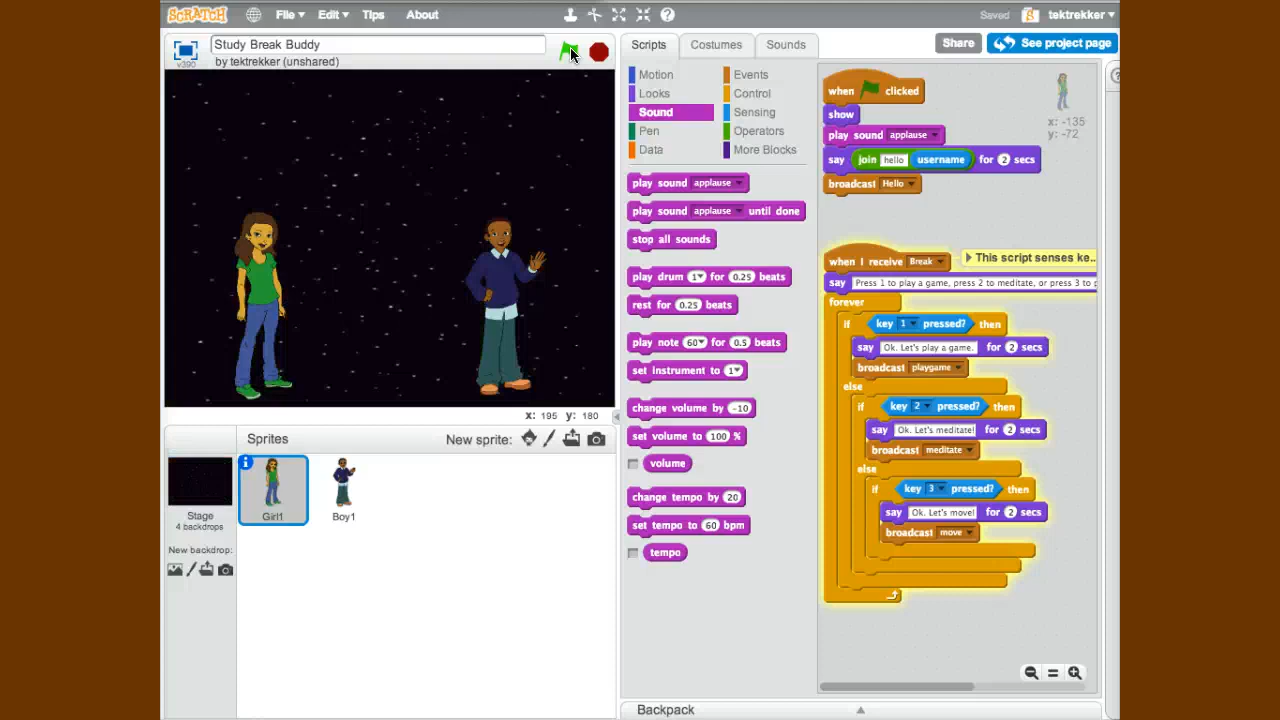 SCRATCH File Edit Tips About Saved tektrekker
v390 Study Break Buddy
by tektrekker (unshared)
Scripts Costumes Sounds Share See project page
Motion Events
Looks Control
Sound Sensing
Pen Operators
Data More Blocks
play sound applause
play sound applause until done
stop all sounds
play drum 1 for 0.25 beats
rest for 0.25 beats
play note 60 for 0.5 beats
set instrument to 1
change volume by -10
set volume to 100 %
volume
change tempo by 20
set tempo to 60 bpm
tempo
when clicked
show
play sound applause
say join hello username for 2 secs
broadcast Hello
x: -135
y: -72
when I receive Break
This script senses ke...
say Press 1 to play a game, press 2 to meditate, or press 3 to p
forever
if key 1 pressed? then
say Ok. Let's play a game. for 2 secs
broadcast playgame
else
if key 2 pressed? then
say Ok. Let's meditate! for 2 secs
broadcast meditate
else
if key 3 pressed? then
say Ok. Let's move! for 2 secs
broadcast move
x: 195 y: 180
Sprites New sprite:
Stage
4 backdrops
New backdrop:
Girl1
Boy1
Backpack